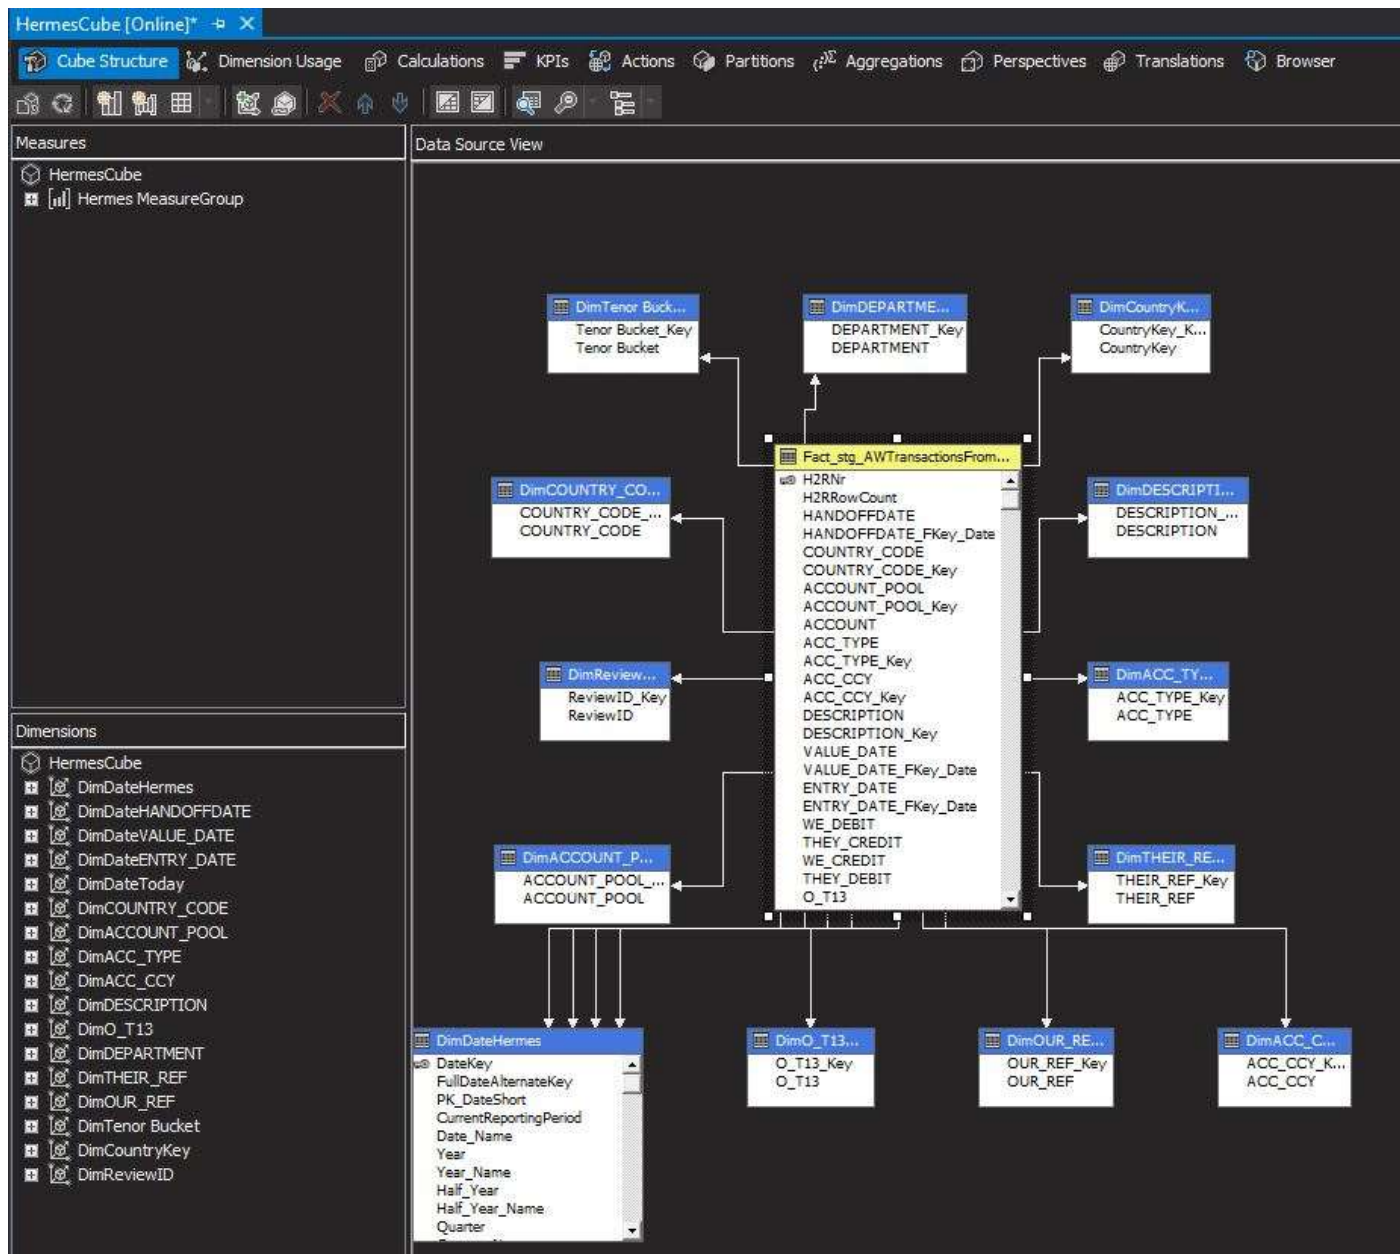 HermesCube [Online]*
Cube Structure Dimension Usage Calculations KPIs Actions Partitions Aggregations Perspectives Translations Browser
Measures
HermesCube
Hermes MeasureGroup
Dimensions
HermesCube
DimDateHermes
DimDateHANDOFFDATE
DimDateVALUE_DATE
DimDateENTRY_DATE
DimDateToday
DimCOUNTRY_CODE
DimACCOUNT_POOL
DimACC_TYPE
DimACC_CCY
DimDESCRIPTION
DimO_T13
DimDEPARTMENT
DimTHEIR_REF
DimOUR_REF
DimTenor Bucket
DimCountryKey
DimReviewID
Data Source View
DimTenor Buck...
Tenor Bucket_Key
Tenor Bucket
DimDEPARTME...
DEPARTMENT_Key
DEPARTMENT
DimCountryK...
CountryKey_K...
CountryKey
DimCOUNTRY_CO...
COUNTRY_CODE_...
COUNTRY_CODE
Fact_stg_AWTransactionsFrom...
H2RNr
H2RRowCount
HANDOFFDATE
HANDOFFDATE_FKey_Date
COUNTRY_CODE
COUNTRY_CODE_Key
ACCOUNT_POOL
ACCOUNT_POOL_Key
ACCOUNT
ACC_TYPE
ACC_TYPE_Key
ACC_CCY
ACC_CCY_Key
DESCRIPTION
DESCRIPTION_Key
VALUE_DATE
VALUE_DATE_FKey_Date
ENTRY_DATE
ENTRY_DATE_FKey_Date
WE_DEBIT
THEY_CREDIT
WE_CREDIT
THEY_DEBIT
O_T13
DimDESCRIPTI...
DESCRIPTION_...
DESCRIPTION
DimReview...
ReviewID_Key
ReviewID
DimACC_TY...
ACC_TYPE_Key
ACC_TYPE
DimACCOUNT_P...
ACCOUNT_POOL_...
ACCOUNT_POOL
DimTHEIR_RE...
THEIR_REF_Key
THEIR_REF
DimDateHermes
DateKey
FullDateAlternateKey
PK_DateShort
CurrentReportingPeriod
Date_Name
Year
Year_Name
Half_Year
Half_Year_Name
Quarter
DimO_T13...
O_T13_Key
O_T13
DimOUR_RE...
OUR_REF_Key
OUR_REF
DimACC_C...
ACC_CCY_K...
ACC_CCY